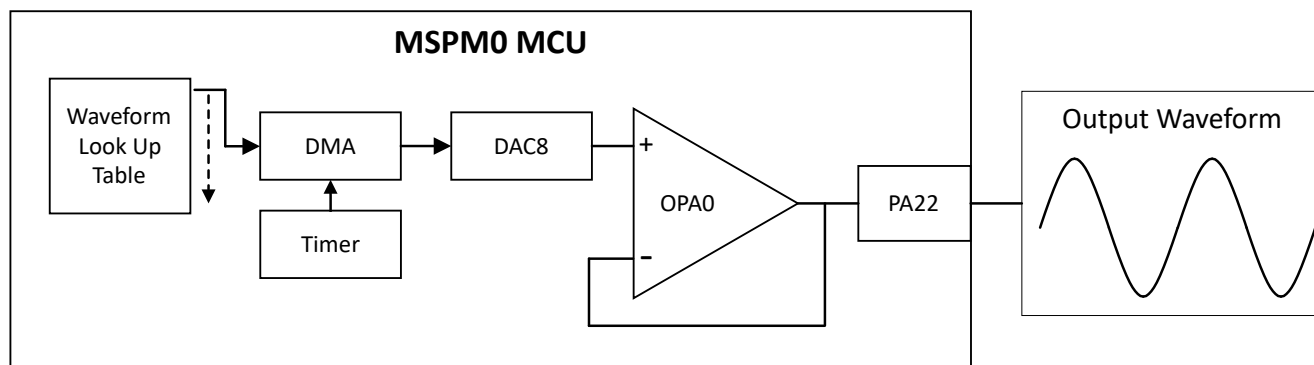 MSPM0 MCU
Waveform
Look Up
Table
DMA
Timer
DAC8
+
-
OPA0
PA22
Output Waveform